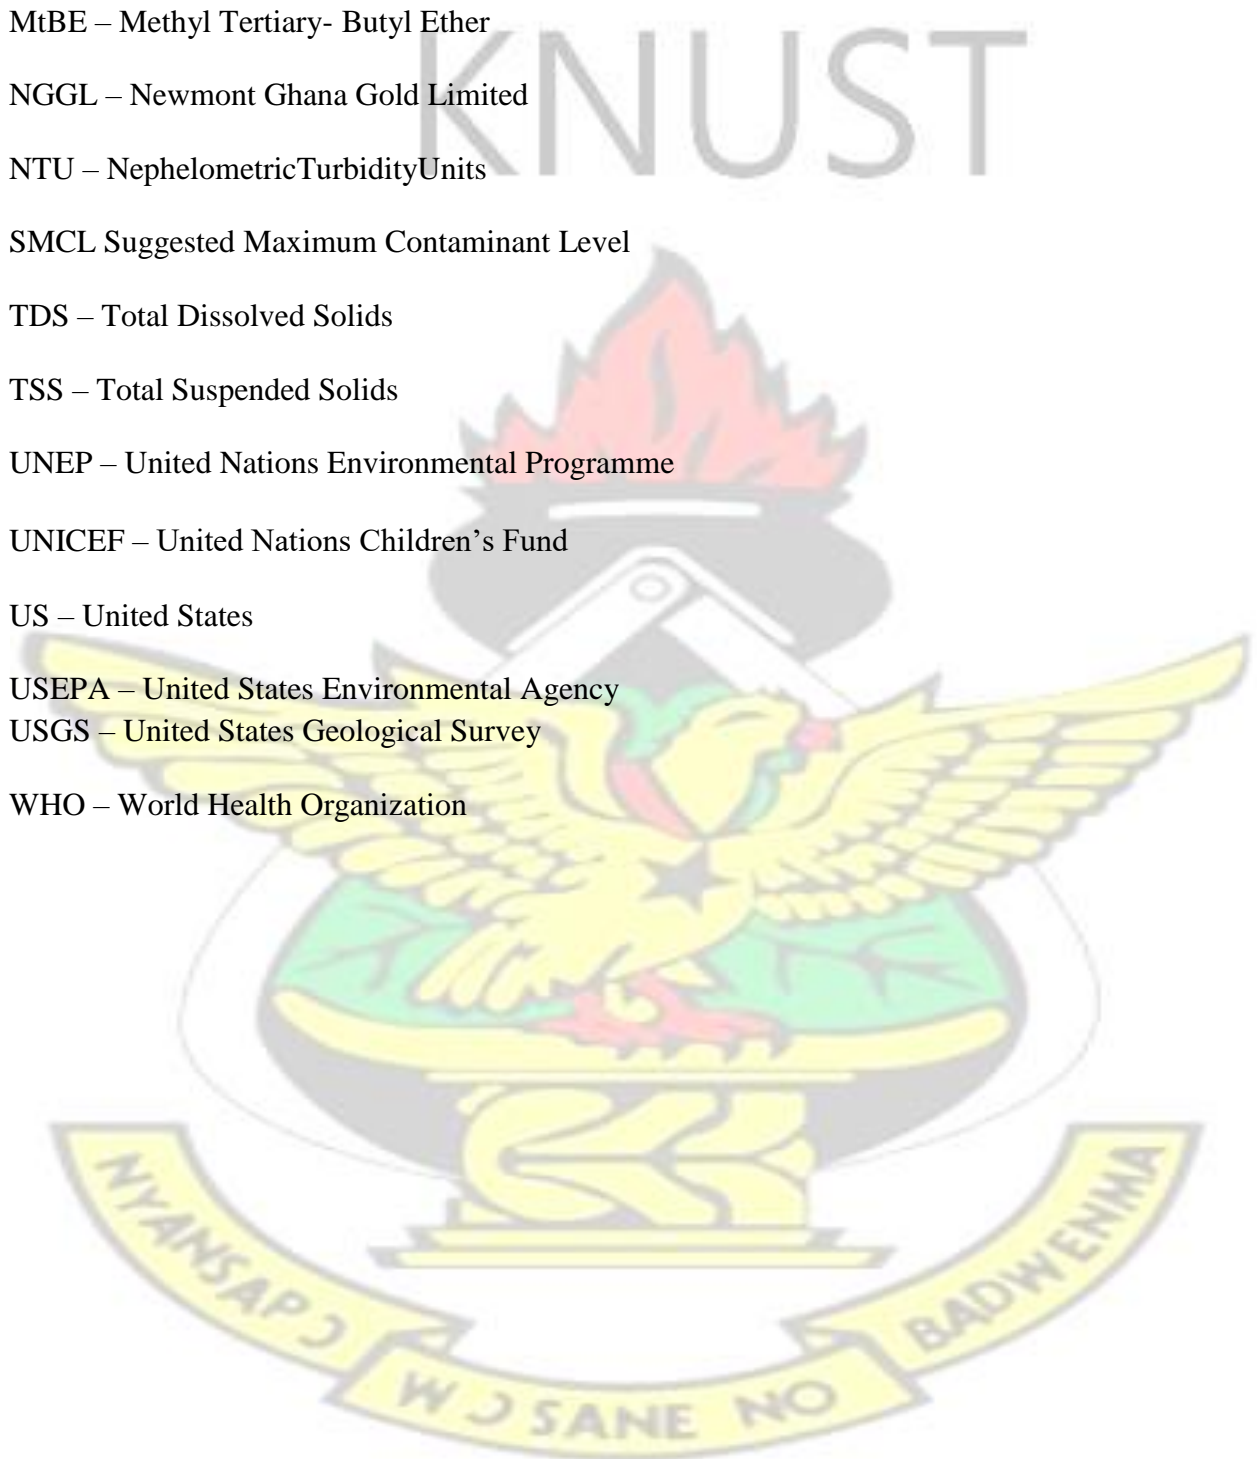 KNUST
MtBE – Methyl Tertiary- Butyl Ether
NGGL – Newmont Ghana Gold Limited
NTU – NephelometricTurbidityUnits
SMCL Suggested Maximum Contaminant Level
TDS – Total Dissolved Solids
TSS – Total Suspended Solids
UNEP – United Nations Environmental Programme
UNICEF – United Nations Children’s Fund
US – United States
USEPA – United States Environmental Agency
USGS – United States Geological Survey
WHO – World Health Organization
NYANSAPƆ
WƆSANE NO
BADWENMA